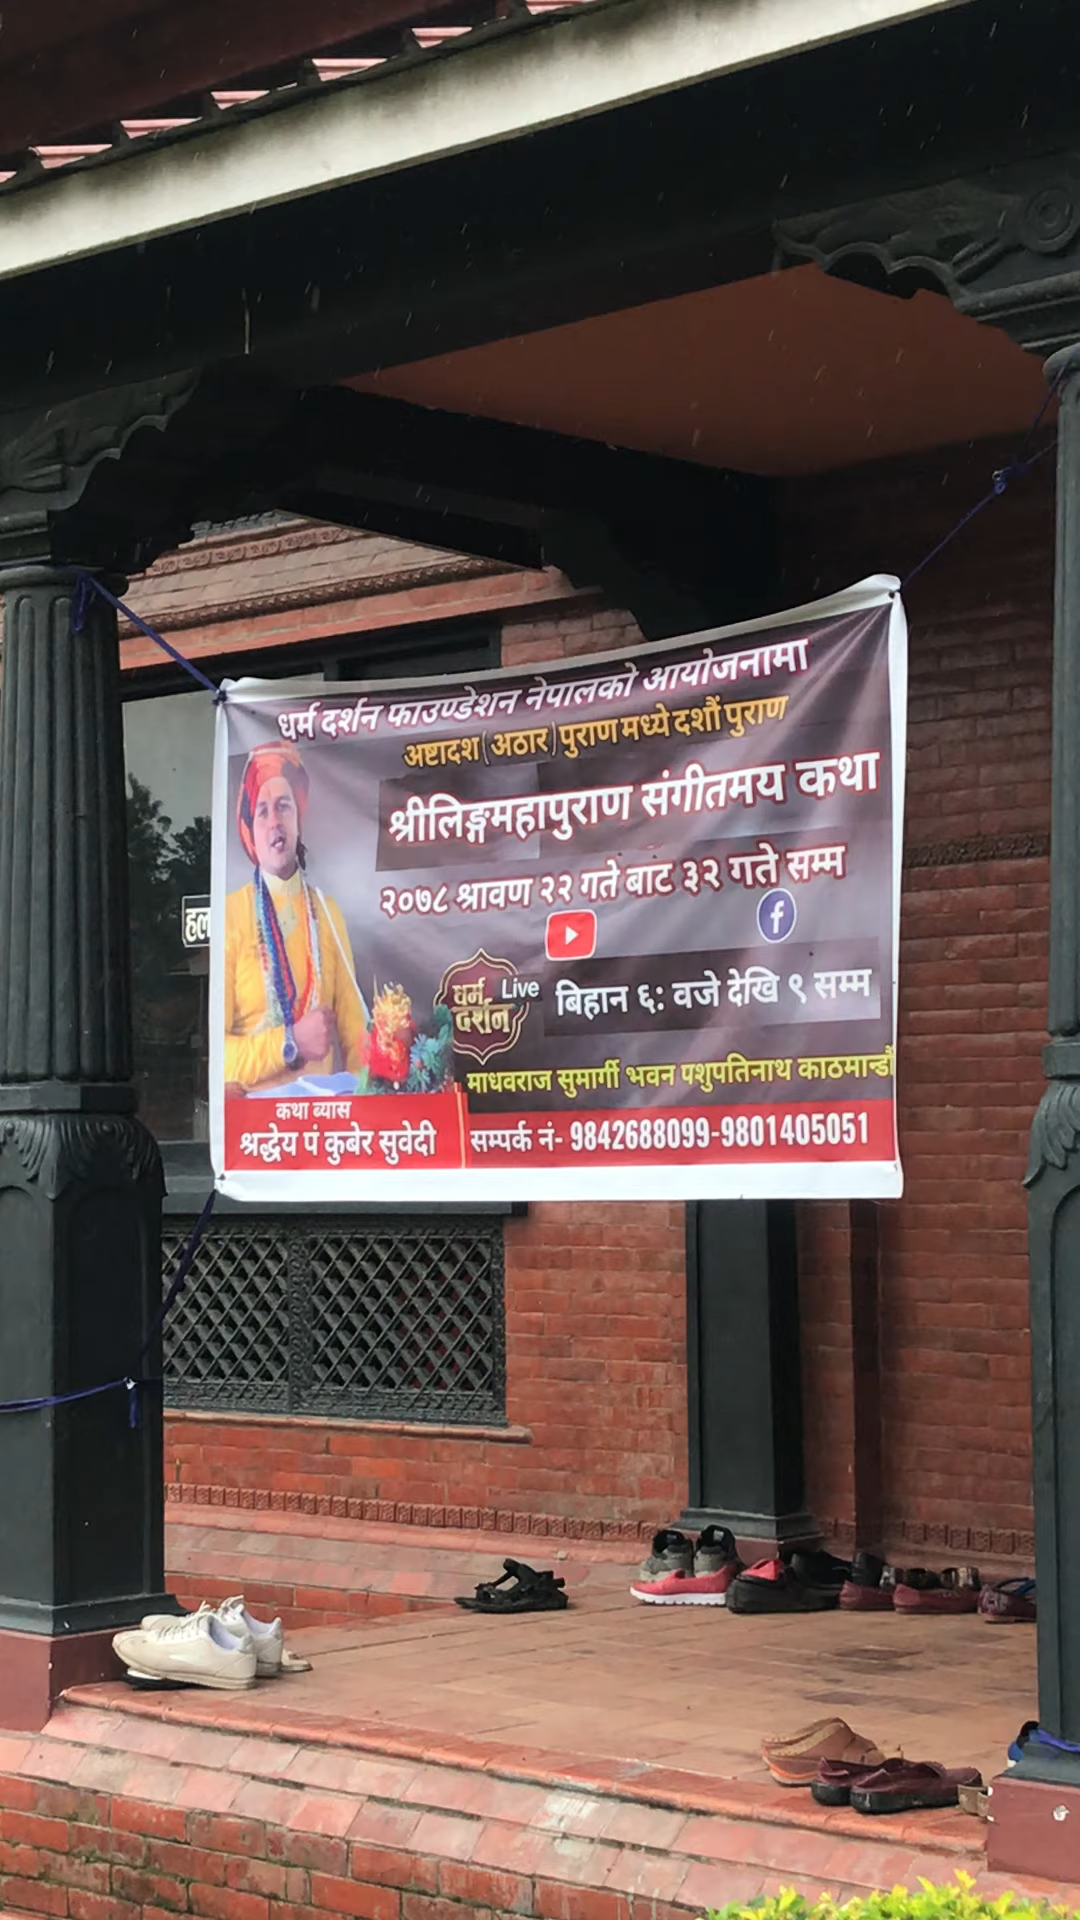 धर्म दर्शन फाउण्डेशन नेपालको आयोजनामा
अष्टादश (अठार) पुराण मध्ये दशौं पुराण
श्रीलिङ्गमहापुराण संगीतमय कथा
२०७८ श्रावण २२ गते बाट ३२ गते सम्म
धर्म दर्शन Live
बिहान ६: वजे देखि ९ सम्म
माधवराज सुमार्गी भवन पशुपतिनाथ काठमान्डौ
कथा ब्यास
श्रद्धेय पं कुबेर सुवेदी
सम्पर्क नं- 9842688099-9801405051